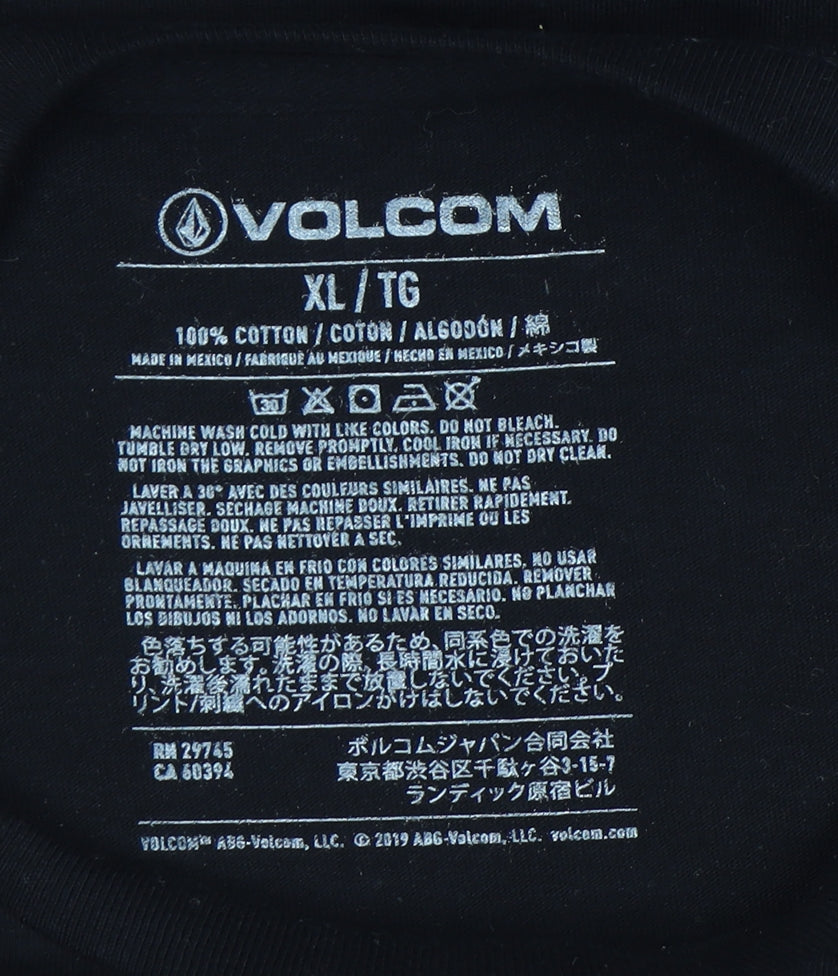 VOLCOM
XL / TG
100% COTTON / COTON / ALGODÓN / 綿
MADE IN MEXICO / FABRIQUÉ AU MEXIQUE / HECHO EN MEXICO / メキシコ製
30
MACHINE WASH COLD WITH LIKE COLORS. DO NOT BLEACH.
TUMBLE DRY LOW. REMOVE PROMPTLY. COOL IRON IF NECESSARY. DO
NOT IRON THE GRAPHICS OR EMBELLISHMENTS. DO NOT DRY CLEAN.
LAVER A 30° AVEC DES COULEURS SIMILAIRES. NE PAS
JAVELLISER. SECHAGE MACHINE DOUX. RETIRER RAPIDEMENT.
REPASSAGE DOUX. NE PAS REPASSER L'IMPRIME OU LES
ORNEMENTS. NE PAS NETTOYER A SEC.
LAVAR A MAQUINA EN FRIO CON COLORES SIMILARES, NO USAR
BLANQUEADOR. SECADO EN TEMPERATURA REDUCIDA. REMOVER
PRONTAMENTE. PLACHAR EN FRIO SI ES NECESARIO. NO PLANCHAR
LOS DIBUJOS NI LOS ADORNOS. NO LAVAR EN SECO.
色落ちする可能性があるため、同系色での洗濯を
お勧めします。洗濯の際、長時間水に浸けておいた
り、洗濯後濡れたままで放置しないでください。プ
リント/刺繍へのアイロンがけはしないでください。
RN 29745
CA 60394
ボルコムジャパン合同会社
東京都渋谷区千駄ヶ谷3-15-7
ランディック原宿ビル
VOLCOM™ ABG-Volcom, LLC. © 2019 ABG-Volcom, LLC. volcom.com